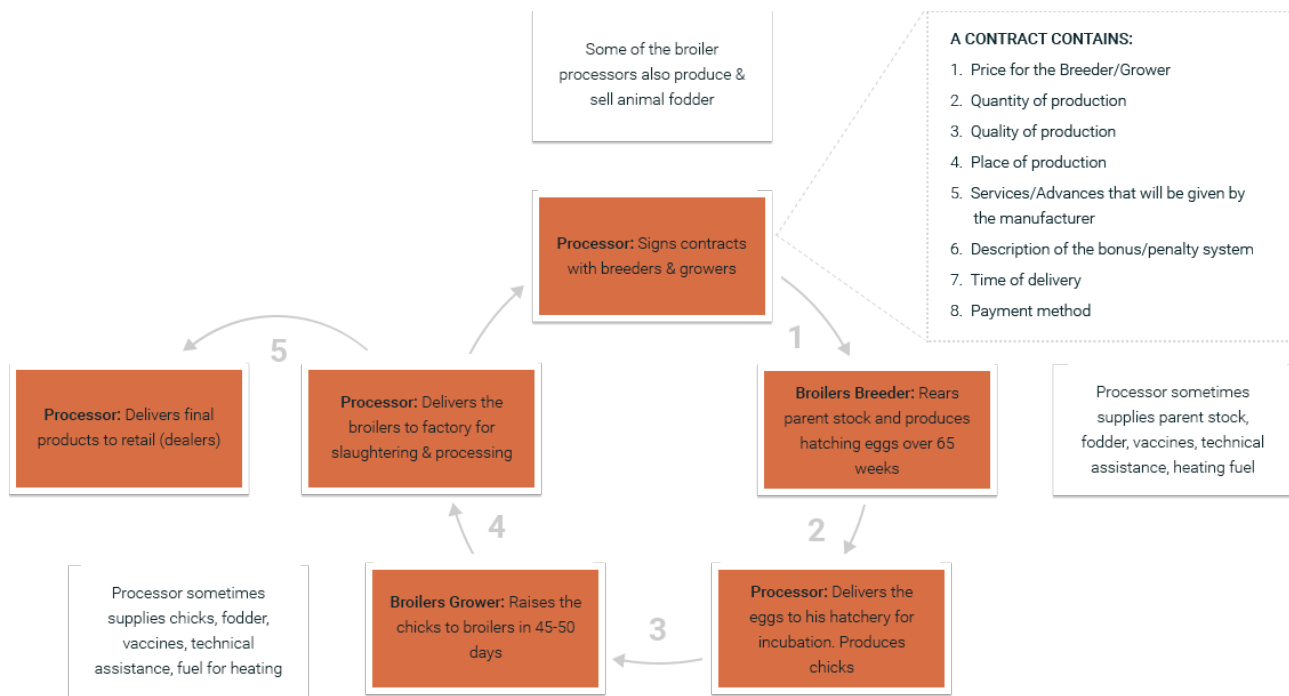 Some of the broiler
processors also produce &
sell animal fodder
A CONTRACT CONTAINS:
1. Price for the Breeder/Grower
2. Quantity of production
3. Quality of production
4. Place of production
5. Services/Advances that will be given by
the manufacturer
6. Description of the bonus/penalty system
7. Time of delivery
8. Payment method
Processor: Signs contracts
with breeders & growers
1
Broilers Breeder: Rears
parent stock and produces
hatching eggs over 65
weeks
Processor sometimes
supplies parent stock,
fodder, vaccines, technical
assistance, heating fuel
2
Processor: Delivers the
eggs to his hatchery for
incubation. Produces
chicks
3
Broilers Grower: Raises the
chicks to broilers in 45-50
days
Processor sometimes
supplies chicks, fodder,
vaccines, technical
assistance, fuel for heating
4
Processor: Delivers the
broilers to factory for
slaughtering & processing
5
Processor: Delivers final
products to retail (dealers)